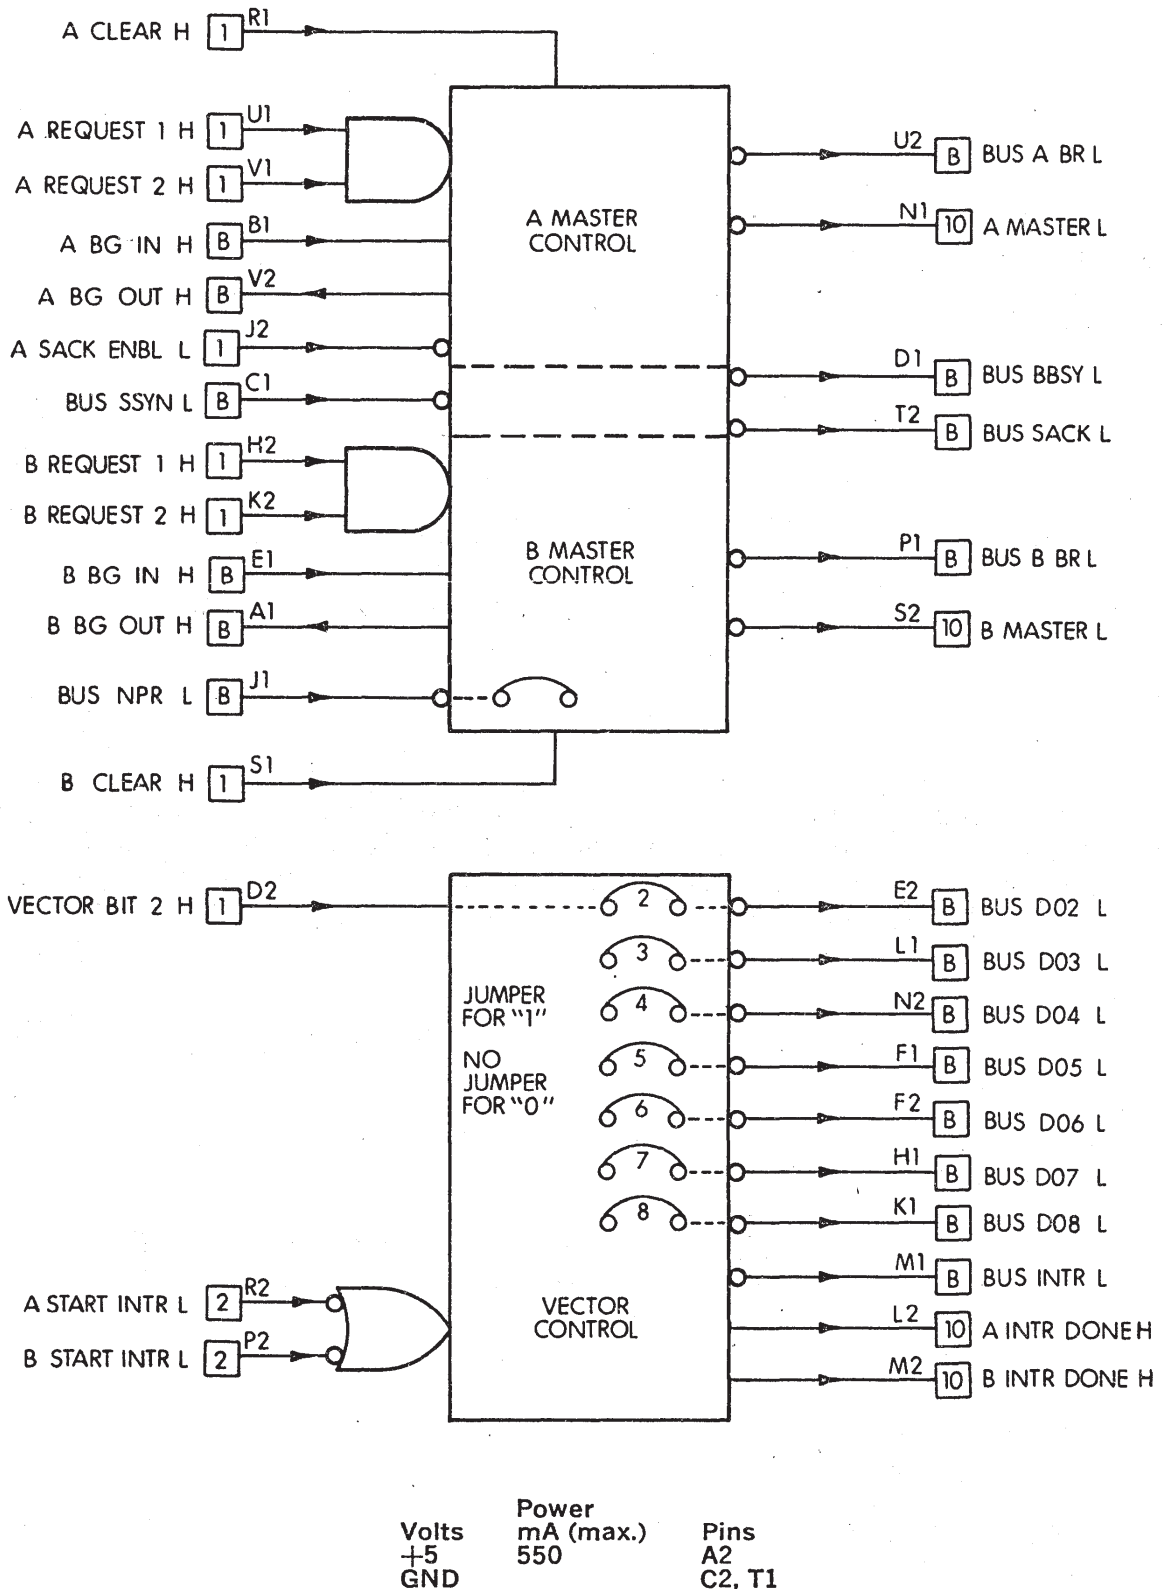 A CLEAR H 1 R1
A REQUEST 1 H 1 U1
A REQUEST 2 H 1 V1
A BG IN H B B1
A BG OUT H B V2
A SACK ENBL L 1 J2
BUS SSYN L B C1
B REQUEST 1 H 1 H2
B REQUEST 2 H 1 K2
B BG IN H B E1
B BG OUT H B A1
BUS NPR L B J1
B CLEAR H 1 S1
A MASTER
CONTROL
B MASTER
CONTROL
U2 B BUS A BR L
N1 10 A MASTER L
D1 B BUS BBSY L
T2 B BUS SACK L
P1 B BUS B BR L
S2 10 B MASTER L
VECTOR BIT 2 H 1 D2
A START INTR L 2 R2
B START INTR L 2 P2
JUMPER
FOR "1"
NO
JUMPER
FOR "0"
2
3
4
5
6
7
8
VECTOR
CONTROL
E2 B BUS D02 L
L1 B BUS D03 L
N2 B BUS D04 L
F1 B BUS D05 L
F2 B BUS D06 L
H1 B BUS D07 L
K1 B BUS D08 L
M1 B BUS INTR L
L2 10 A INTR DONE H
M2 10 B INTR DONE H
Power
Volts mA (max.) Pins
+5 550 A2
GND C2, T1